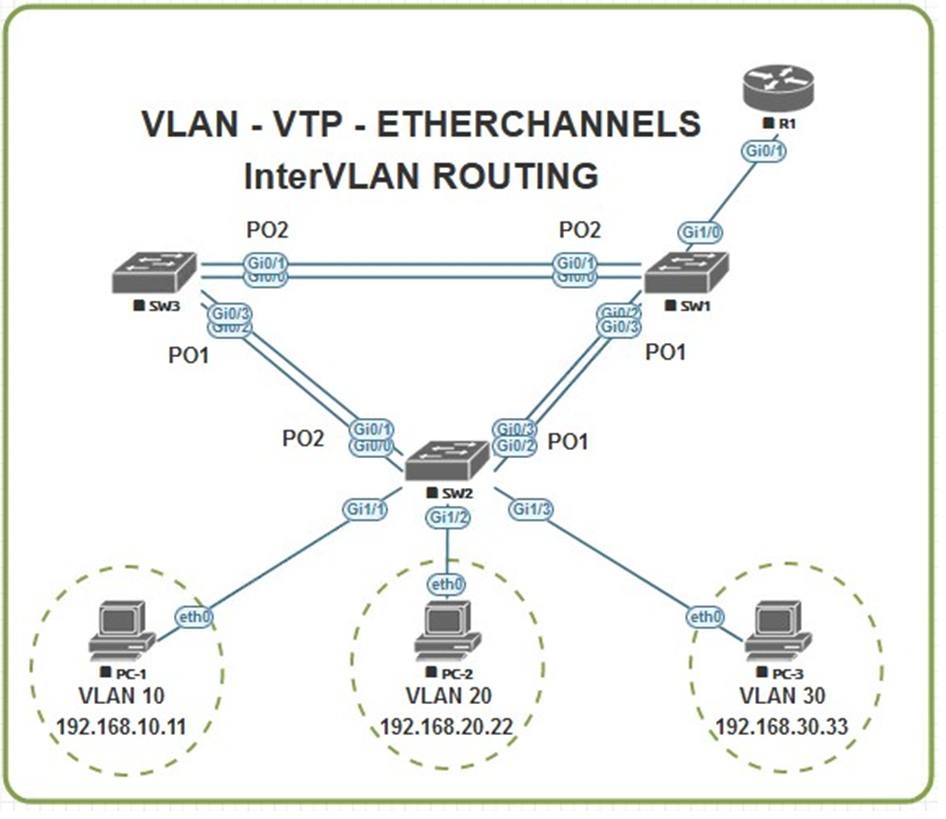 VLAN - VTP - ETHERCHANNELS
InterVLAN ROUTING
R1
Gi0/1
Gi1/0
PO2
PO2
Gi0/1
Gi0/0
Gi0/1
Gi0/0
SW3
SW1
Gi0/3
Gi0/2
Gi0/2
Gi0/3
PO1
PO1
PO2
Gi0/1
Gi0/0
Gi0/3
Gi0/2
PO1
SW2
Gi1/1
Gi1/2
Gi1/3
eth0
eth0
eth0
PC-1
VLAN 10
192.168.10.11
PC-2
VLAN 20
192.168.20.22
PC-3
VLAN 30
192.168.30.33